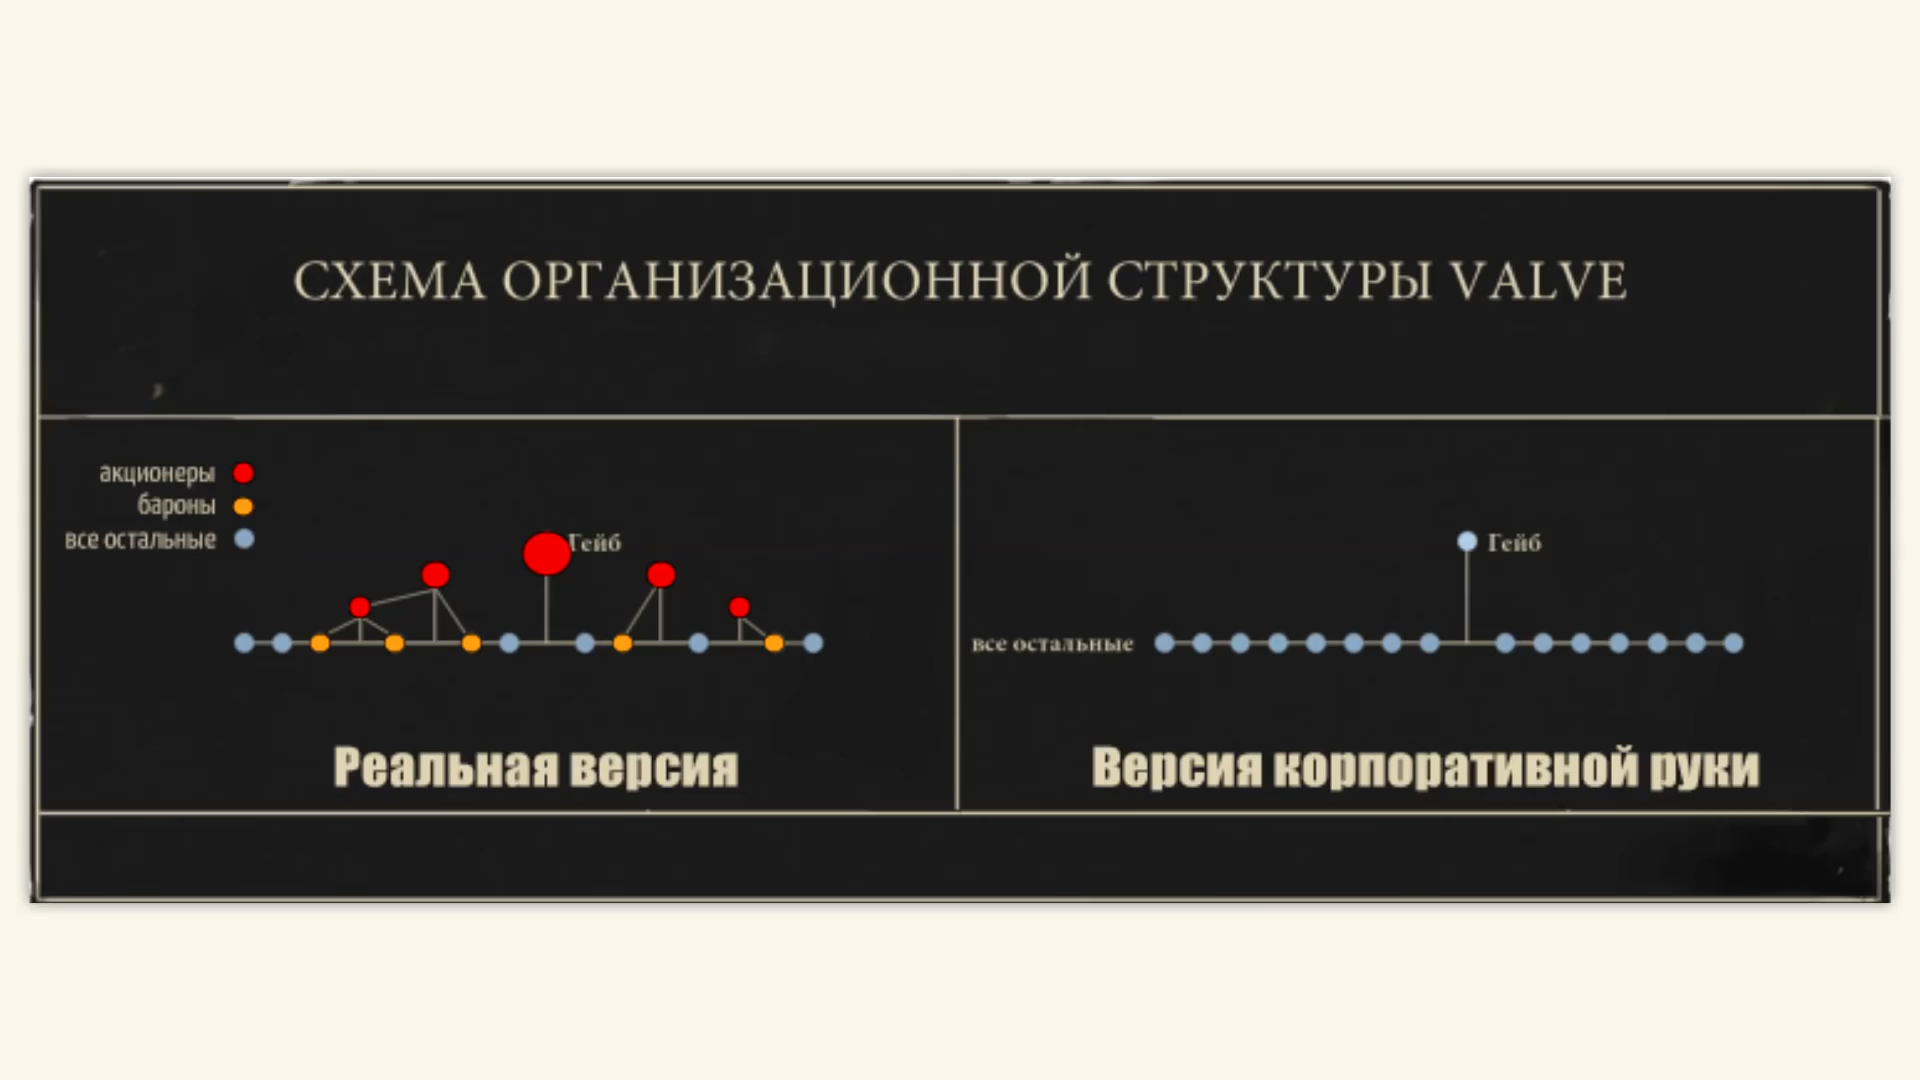 СХЕМА ОРГАНИЗАЦИОННОЙ СТРУКТУРЫ VALVE
акционеры
бароны
все остальные
Гейб
Реальная версия
Гейб
все остальные
Версия корпоративной руки